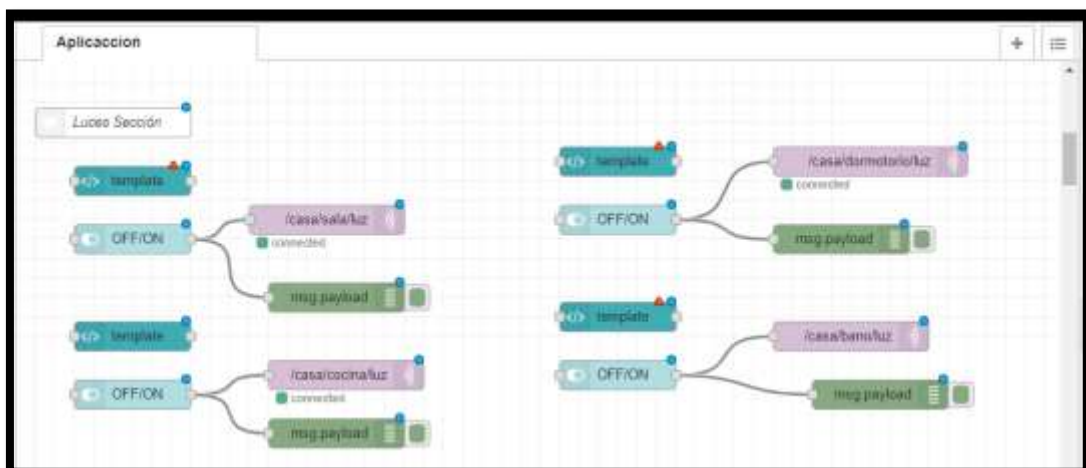 Aplicaccion
Luces Sección
template
OFF/ON
/casa/sala/luz
connected
msg.payload
template
OFF/ON
/casa/cocina/luz
connected
msg.payload
template
/casa/dormotorio/luz
connected
OFF/ON
msg.payload
template
/casa/bano/luz
OFF/ON
msg.payload